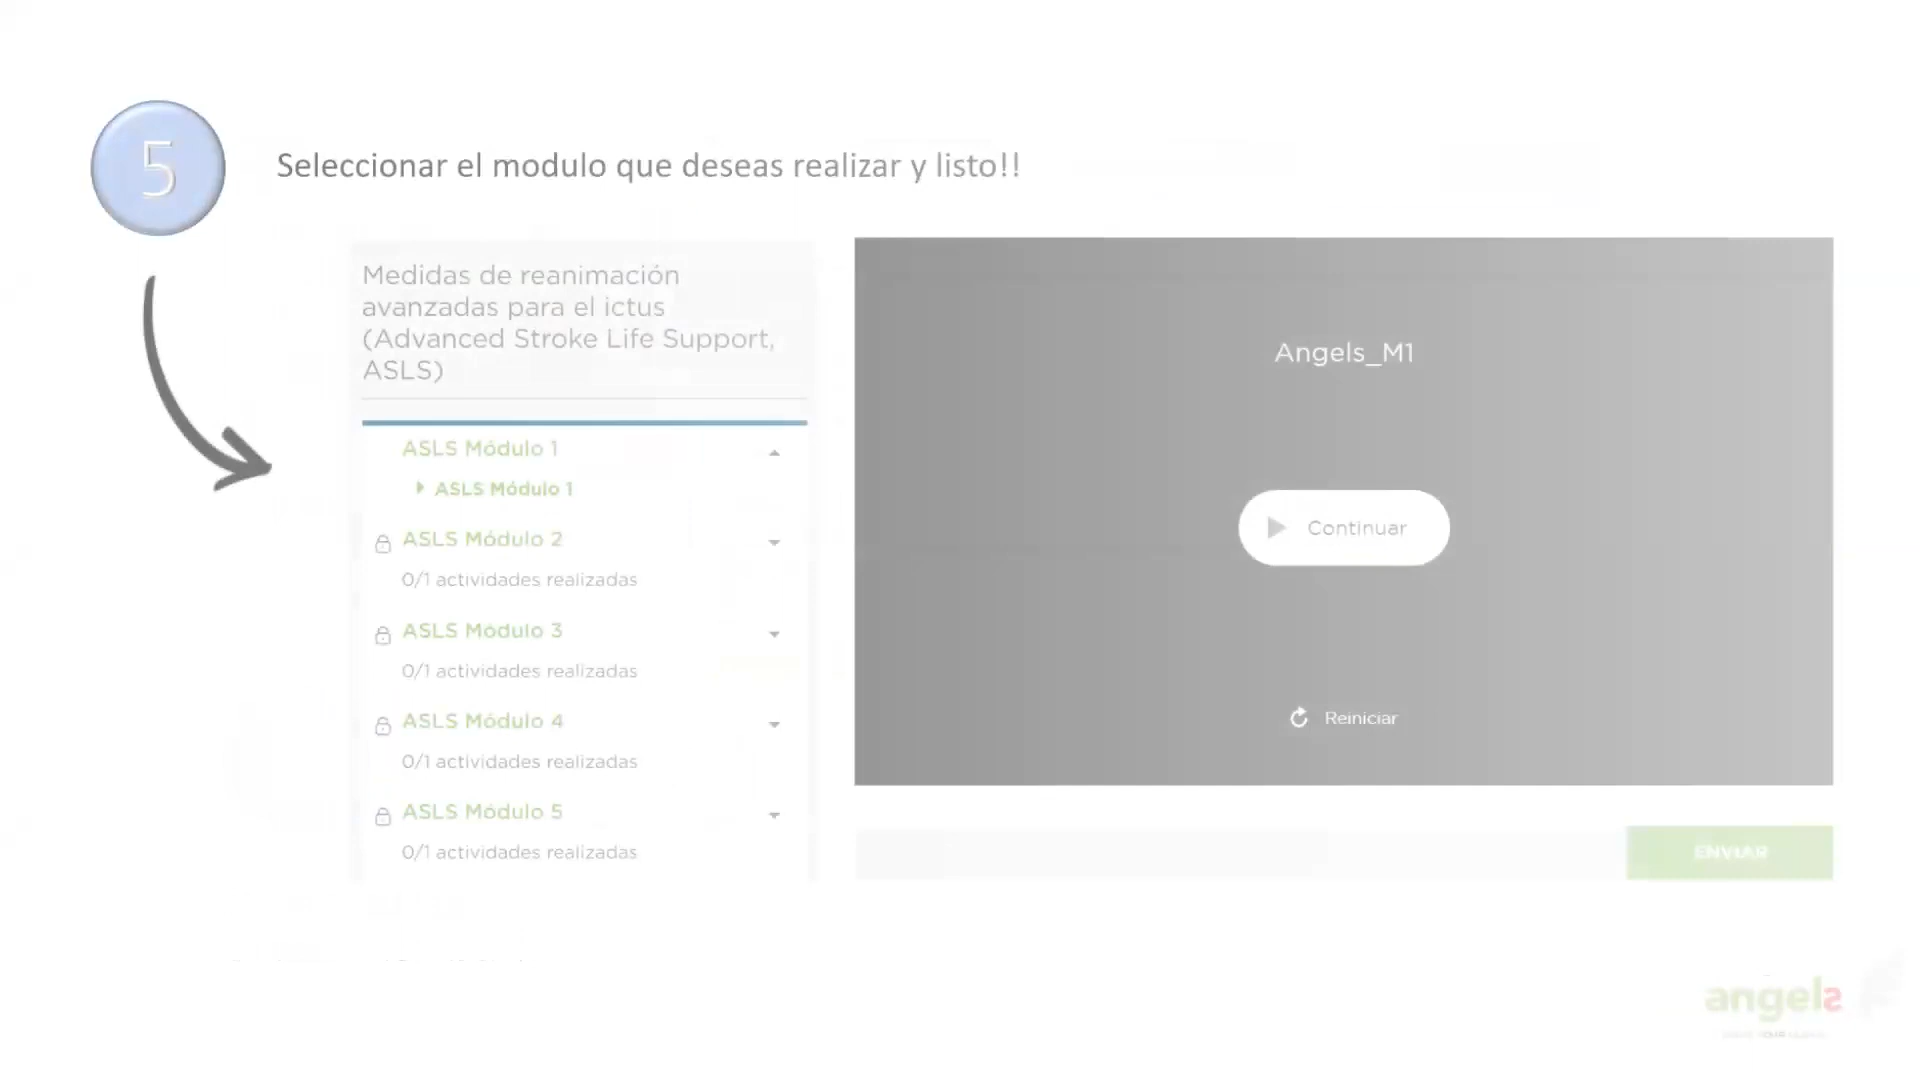 5
Seleccionar el modulo que deseas realizar y listo!!
Medidas de reanimación
avanzadas para el ictus
(Advanced Stroke Life Support,
ASLS)
ASLS Módulo 1
ASLS Módulo 1
ASLS Módulo 2
0/1 actividades realizadas
ASLS Módulo 3
0/1 actividades realizadas
ASLS Módulo 4
0/1 actividades realizadas
ASLS Módulo 5
0/1 actividades realizadas
Angels_M1
Continuar
Reiniciar
ENVIAR
angels